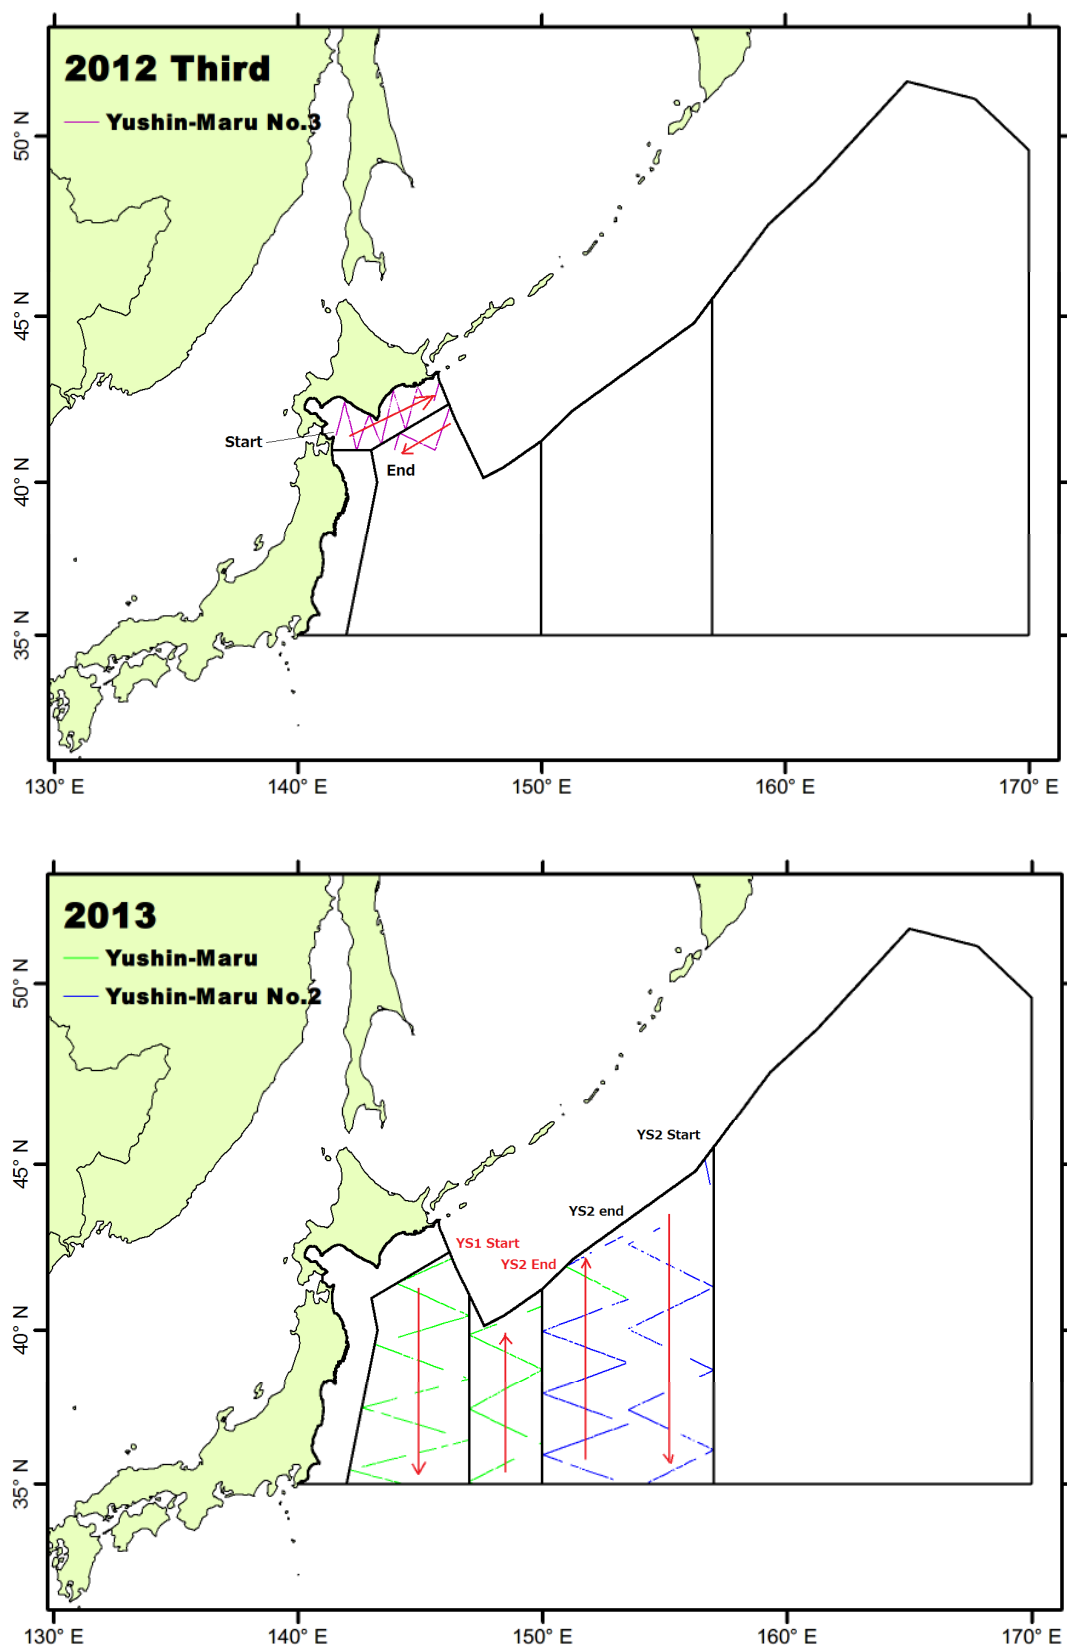 2012 Third
Yushin-Maru No.3
50° N
45° N
Start
End
40° N
35° N
130° E 140° E 150° E 160° E 170° E
2013
Yushin-Maru
Yushin-Maru No.2
50° N
YS2 Start
45° N
YS2 end
YS1 Start
YS2 End
40° N
35° N
130° E 140° E 150° E 160° E 170° E